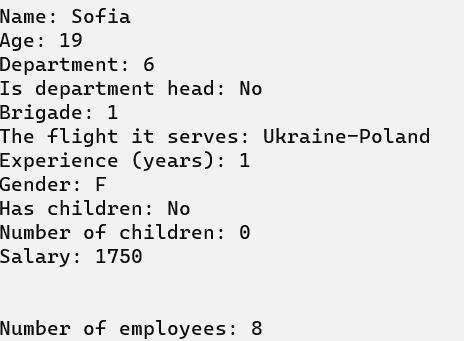 Name: Sofia
Age: 19
Department: 6
Is department head: No
Brigade: 1
The flight it serves: Ukraine-Poland
Experience (years): 1
Gender: F
Has children: No
Number of children: 0
Salary: 1750
Number of employees: 8